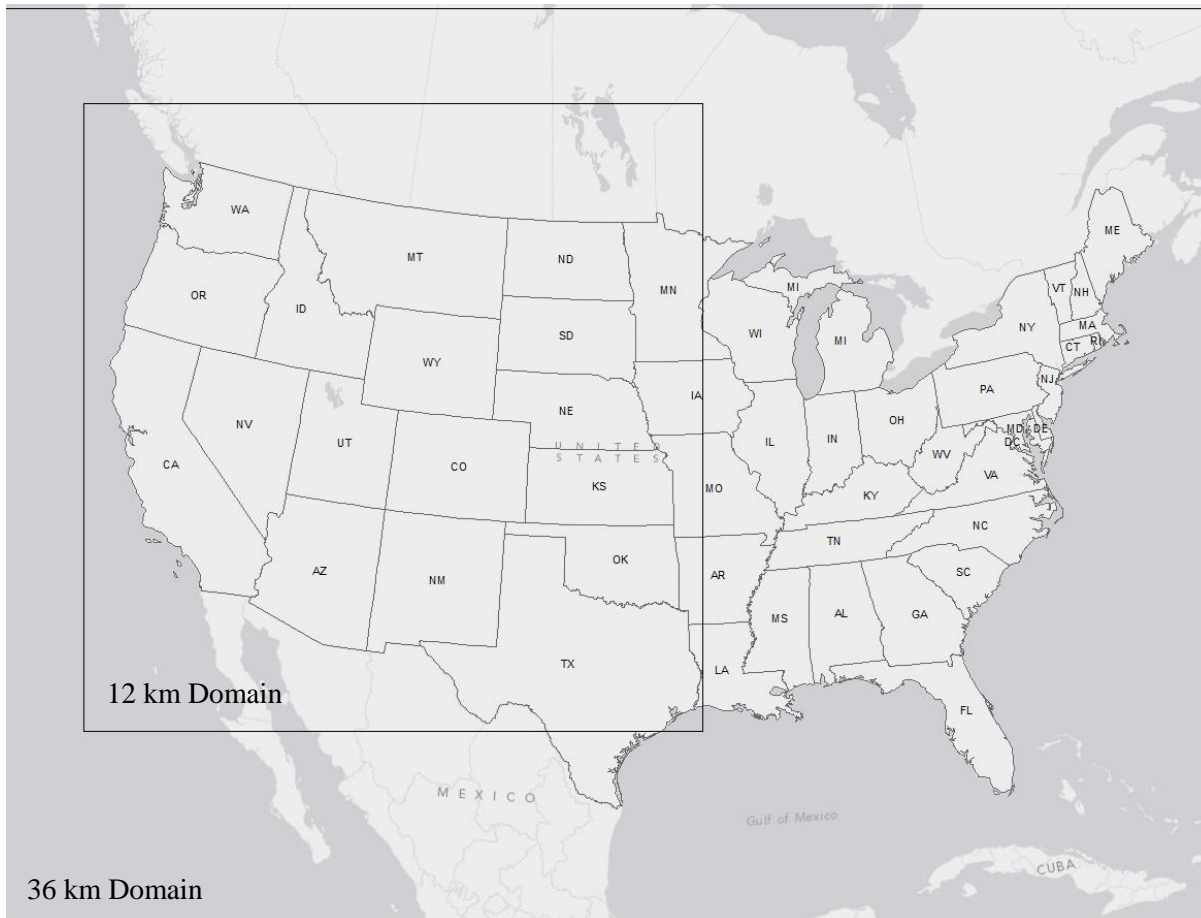 WA
MT
ND
MN
ME
OR
ID
SD
WI
MI
MI
VT
NH
NY
MA
CT
RI
WY
NE
IA
PA
NJ
NV
UT
CO
IL
IN
OH
MD
DE
DC
WV
VA
UNITED
STATES
CA
KS
MO
KY
AZ
NM
OK
AR
TN
NC
SC
TX
LA
MS
AL
GA
FL
12 km Domain
MEXICO
Gulf of Mexico
CUBA
36 km Domain